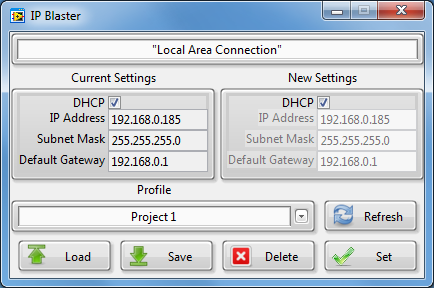 IP Blaster
"Local Area Connection"
Current Settings
New Settings
DHCP
IP Address 192.168.0.185
Subnet Mask 255.255.255.0
Default Gateway 192.168.0.1
DHCP
IP Address 192.168.0.185
Subnet Mask 255.255.255.0
Default Gateway 192.168.0.1
Profile
Project 1
Refresh
Load
Save
Delete
Set